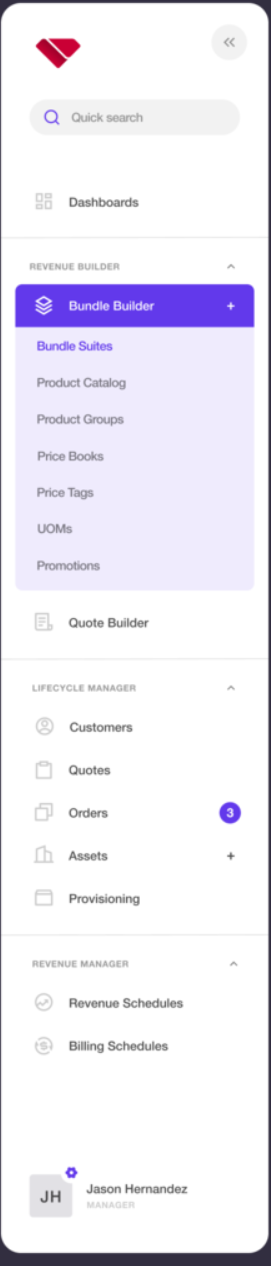 Quick search
Dashboards
REVENUE BUILDER
Bundle Builder +
Bundle Suites
Product Catalog
Product Groups
Price Books
Price Tags
UOMs
Promotions
Quote Builder
LIFECYCLE MANAGER
Customers
Quotes
Orders 3
Assets +
Provisioning
REVENUE MANAGER
Revenue Schedules
Billing Schedules
JH
Jason Hernandez
MANAGER